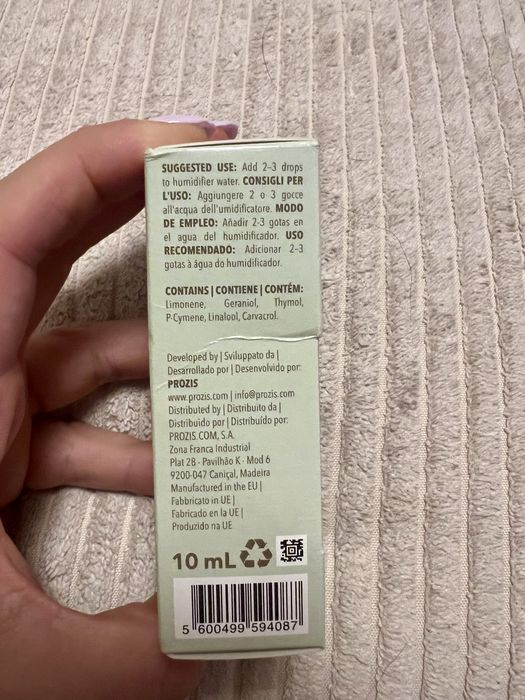 SUGGESTED USE: Add 2–3 drops
to humidifier water. CONSIGLI PER
L'USO: Aggiungere 2 o 3 gocce
all'acqua dell'umidificatore. MODO
DE EMPLEO: Añadir 2-3 gotas en
el agua del humidificador. USO
RECOMENDADO: Adicionar 2-3
gotas à água do humidificador.
CONTAINS | CONTIENE | CONTÉM:
Limonene, Geraniol, Thymol,
P-Cymene, Linalool, Carvacrol.
Developed by | Sviluppato da |
Desarrollado por | Desenvolvido por:
PROZIS
www.prozis.com | info@prozis.com
Distributed by | Distribuito da |
Distribuido por | Distribuído por:
PROZIS.COM, S.A.
Zona Franca Industrial
Plat 2B - Pavilhão K - Mod 6
9200-047 Caniçal, Madeira
Manufactured in the EU |
Fabbricato in UE |
Fabricado en la UE |
Produzido na UE
10 mL
5 600499 594087